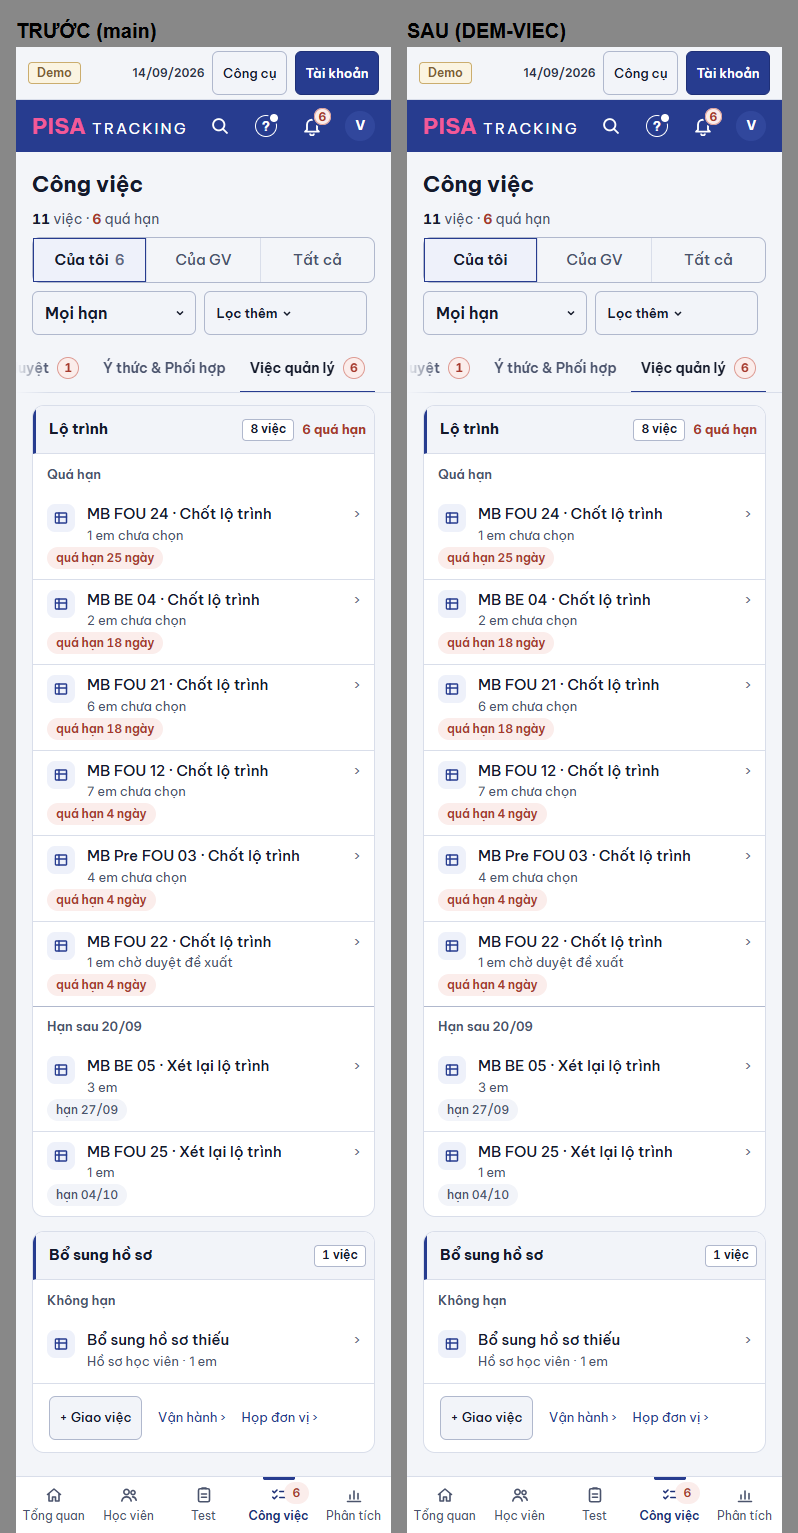 TRƯỚC (main)
Demo 14/09/2026 Công cụ Tài khoản
PISA TRACKING ? 6 V
Công việc
11 việc · 6 quá hạn
Của tôi 6 Của GV Tất cả
Mọi hạn Lọc thêm
uyệt 1 Ý thức & Phối hợp Việc quản lý 6
Lộ trình 8 việc 6 quá hạn
Quá hạn
MB FOU 24 · Chốt lộ trình ›
1 em chưa chọn
quá hạn 25 ngày
MB BE 04 · Chốt lộ trình ›
2 em chưa chọn
quá hạn 18 ngày
MB FOU 21 · Chốt lộ trình ›
6 em chưa chọn
quá hạn 18 ngày
MB FOU 12 · Chốt lộ trình ›
7 em chưa chọn
quá hạn 4 ngày
MB Pre FOU 03 · Chốt lộ trình ›
4 em chưa chọn
quá hạn 4 ngày
MB FOU 22 · Chốt lộ trình ›
1 em chờ duyệt đề xuất
quá hạn 4 ngày
Hạn sau 20/09
MB BE 05 · Xét lại lộ trình ›
3 em
hạn 27/09
MB FOU 25 · Xét lại lộ trình ›
1 em
hạn 04/10
Bổ sung hồ sơ 1 việc
Không hạn
Bổ sung hồ sơ thiếu ›
Hồ sơ học viên · 1 em
+ Giao việc Vận hành › Họp đơn vị ›
6
Tổng quan Học viên Test Công việc Phân tích
SAU (DEM-VIEC)
Demo 14/09/2026 Công cụ Tài khoản
PISA TRACKING ? 6 V
Công việc
11 việc · 6 quá hạn
Của tôi Của GV Tất cả
Mọi hạn Lọc thêm
uyệt 1 Ý thức & Phối hợp Việc quản lý 6
Lộ trình 8 việc 6 quá hạn
Quá hạn
MB FOU 24 · Chốt lộ trình ›
1 em chưa chọn
quá hạn 25 ngày
MB BE 04 · Chốt lộ trình ›
2 em chưa chọn
quá hạn 18 ngày
MB FOU 21 · Chốt lộ trình ›
6 em chưa chọn
quá hạn 18 ngày
MB FOU 12 · Chốt lộ trình ›
7 em chưa chọn
quá hạn 4 ngày
MB Pre FOU 03 · Chốt lộ trình ›
4 em chưa chọn
quá hạn 4 ngày
MB FOU 22 · Chốt lộ trình ›
1 em chờ duyệt đề xuất
quá hạn 4 ngày
Hạn sau 20/09
MB BE 05 · Xét lại lộ trình ›
3 em
hạn 27/09
MB FOU 25 · Xét lại lộ trình ›
1 em
hạn 04/10
Bổ sung hồ sơ 1 việc
Không hạn
Bổ sung hồ sơ thiếu ›
Hồ sơ học viên · 1 em
+ Giao việc Vận hành › Họp đơn vị ›
6
Tổng quan Học viên Test Công việc Phân tích